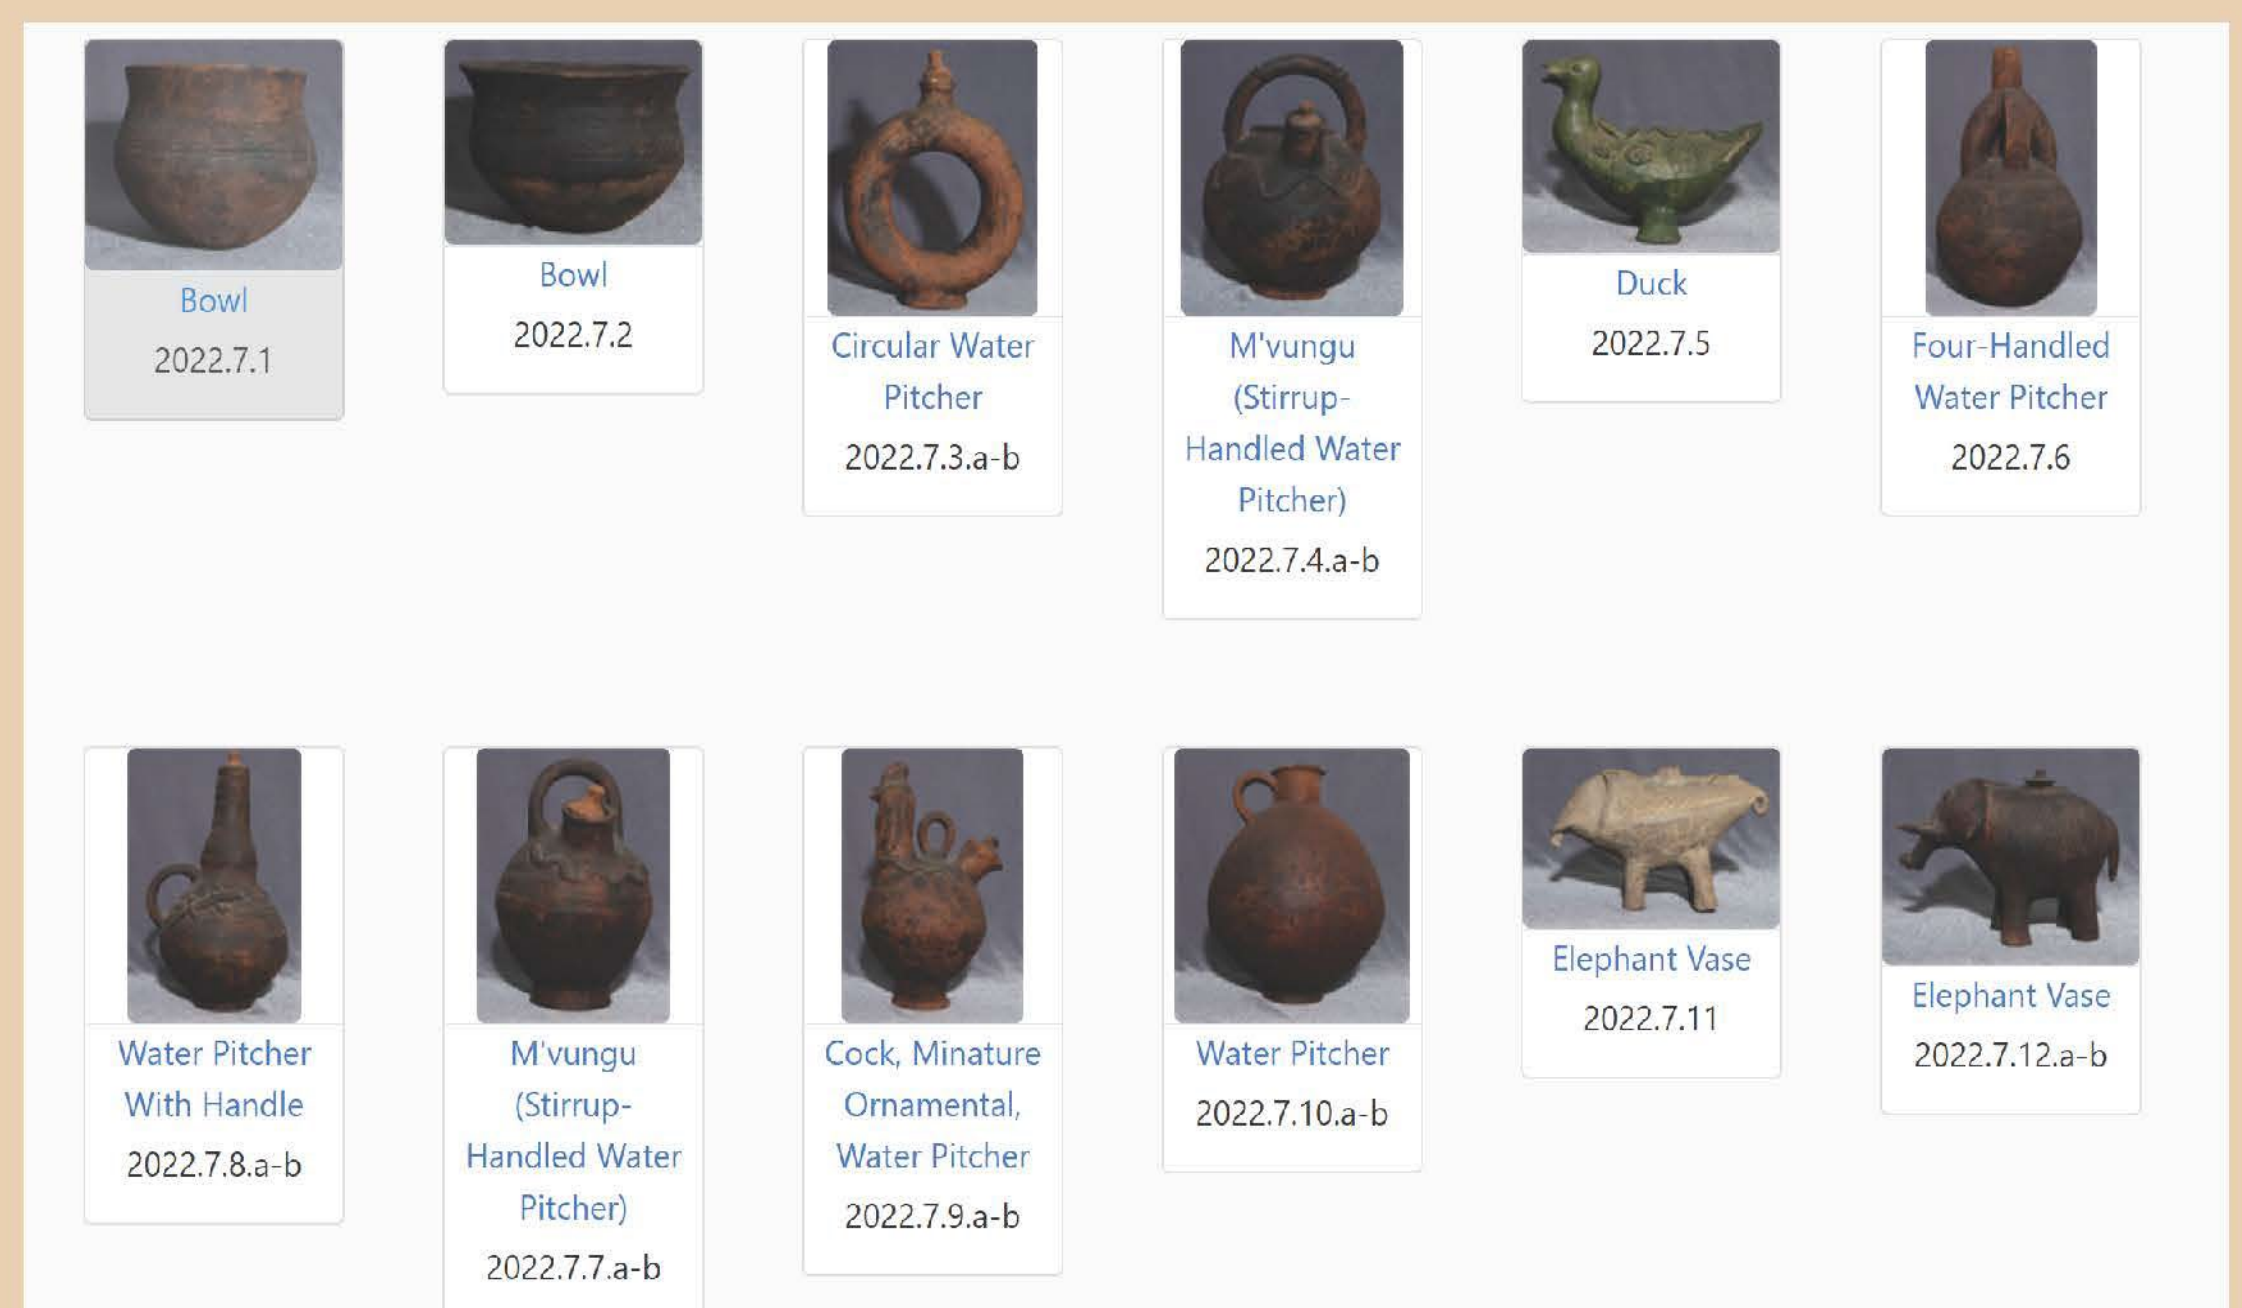 Bowl
2022.7.1
Bowl
2022.7.2
Circular Water
Pitcher
2022.7.3.a-b
M'vungu
(Stirrup-
Handled Water
Pitcher)
2022.7.4.a-b
Duck
2022.7.5
Four-Handled
Water Pitcher
2022.7.6
Water Pitcher
With Handle
2022.7.8.a-b
M'vungu
(Stirrup-
Handled Water
Pitcher)
2022.7.7.a-b
Cock, Minature
Ornamental,
Water Pitcher
2022.7.9.a-b
Water Pitcher
2022.7.10.a-b
Elephant Vase
2022.7.11
Elephant Vase
2022.7.12.a-b